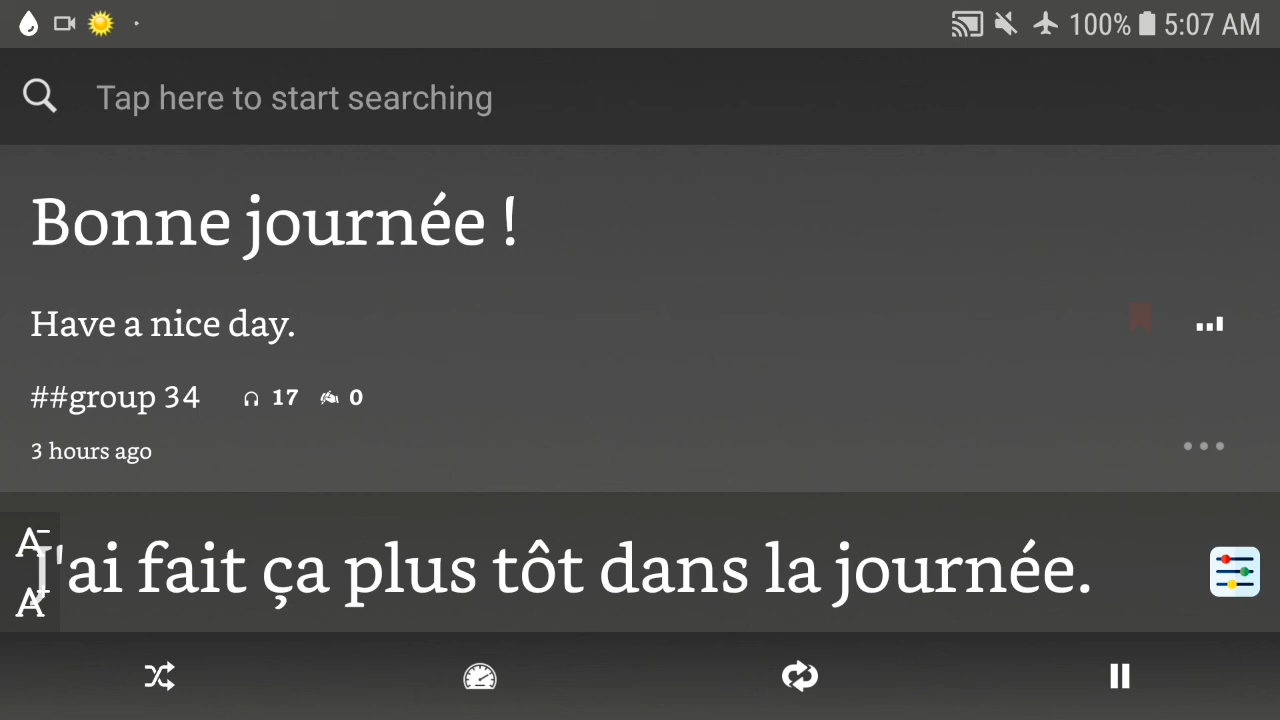 100% 5:07 AM
Tap here to start searching
Bonne journée !
Have a nice day.
##group 34 17 0
3 hours ago
A-
J'ai fait ça plus tôt dans la journée.
A+